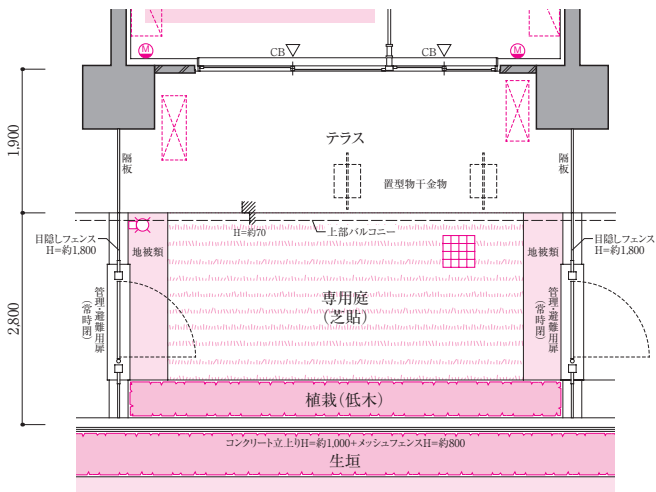 M
CB
CB
M
1,900
テラス
隔板
隔板
置型物干金物
目隠しフェンス
H=約1,800
H=約70
上部バルコニー
目隠しフェンス
H=約1,800
地被類
地被類
2,800
管理・避難用扉
(常時閉)
専用庭
(芝貼)
管理・避難用扉
(常時閉)
植栽(低木)
コンクリート立上りH=約1,000+メッシュフェンスH=約800
生垣